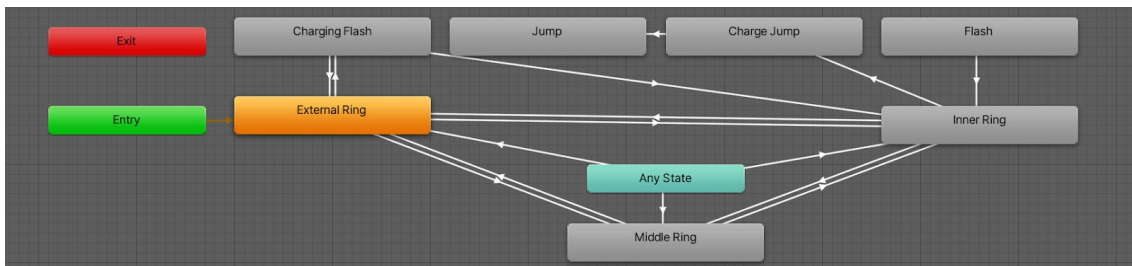 Exit
Charging Flash
Jump
Charge Jump
Flash
Entry
External Ring
Inner Ring
Any State
Middle Ring